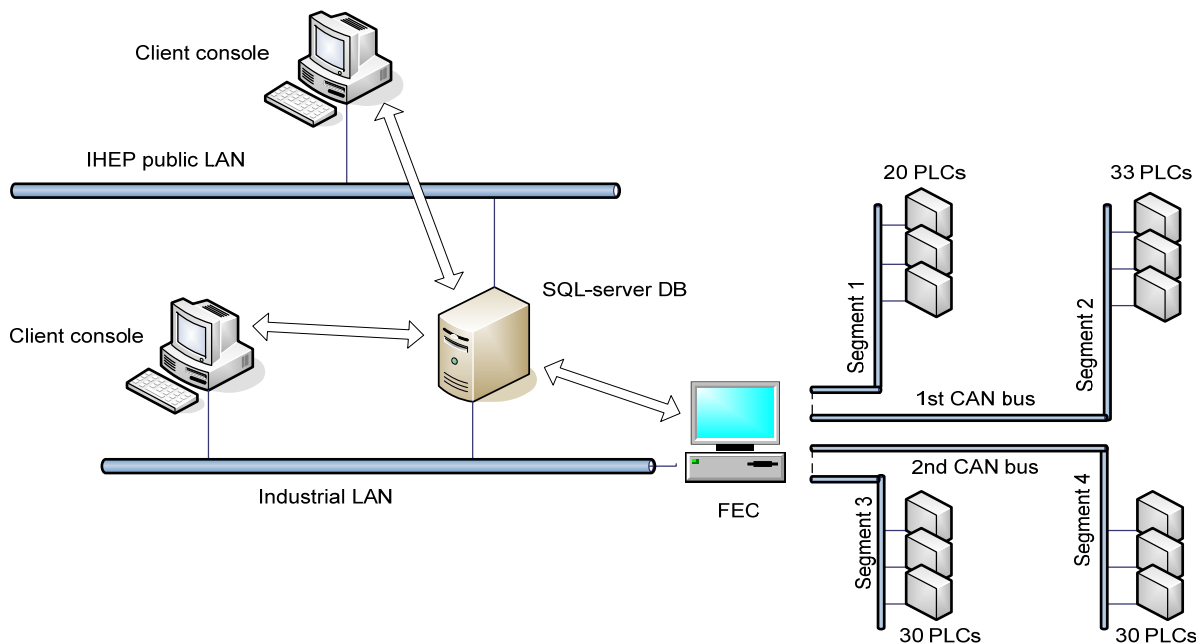 Client console
IHEP public LAN
20 PLCs
33 PLCs
SQL-server DB
Client console
Segment 1
Segment 2
1st CAN bus
2nd CAN bus
Industrial LAN
FEC
Segment 3
Segment 4
30 PLCs
30 PLCs